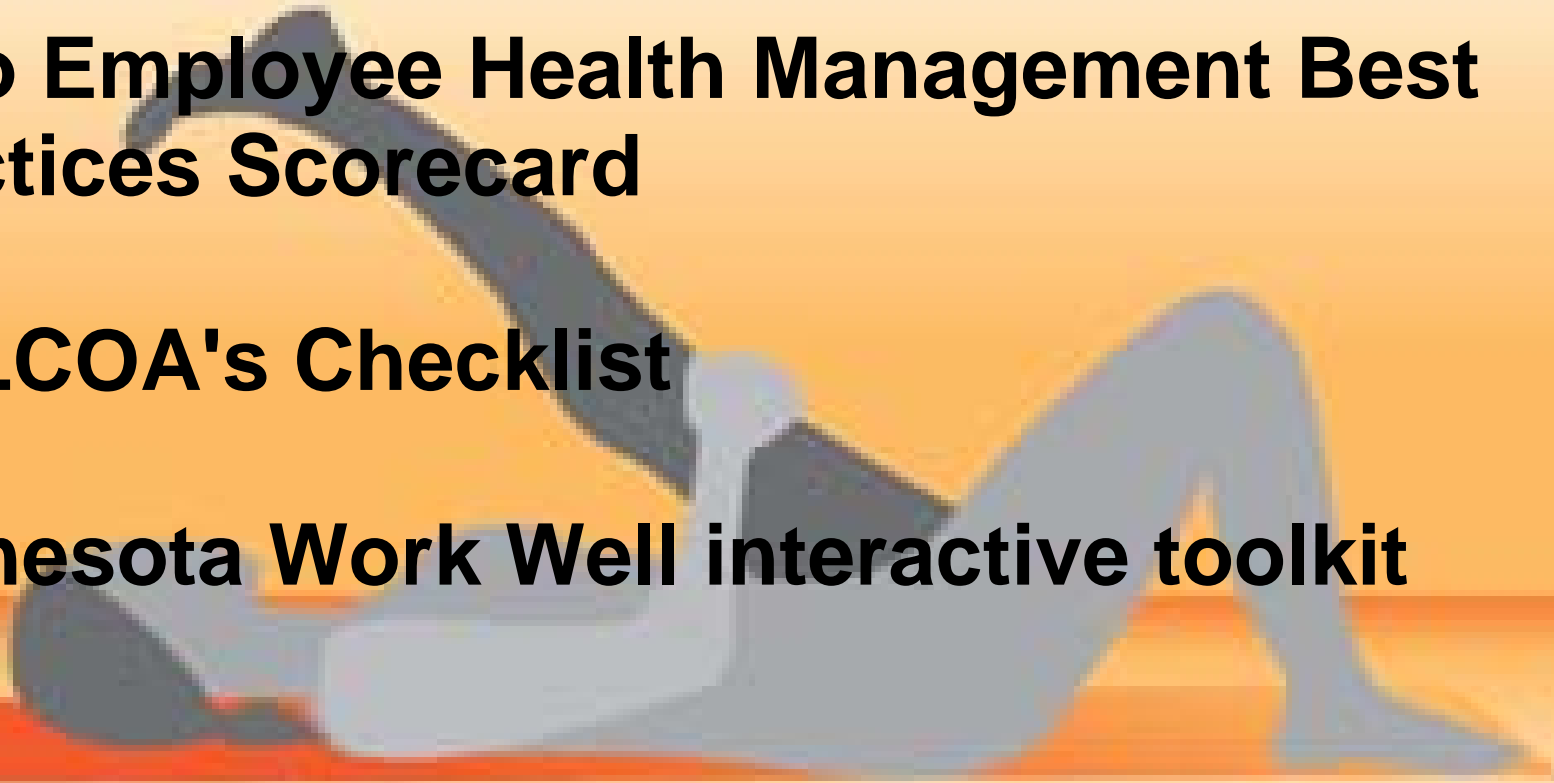 o Employee Health Management Best
ctices Scorecard
LCOA's Checklist
nesota Work Well interactive toolkit